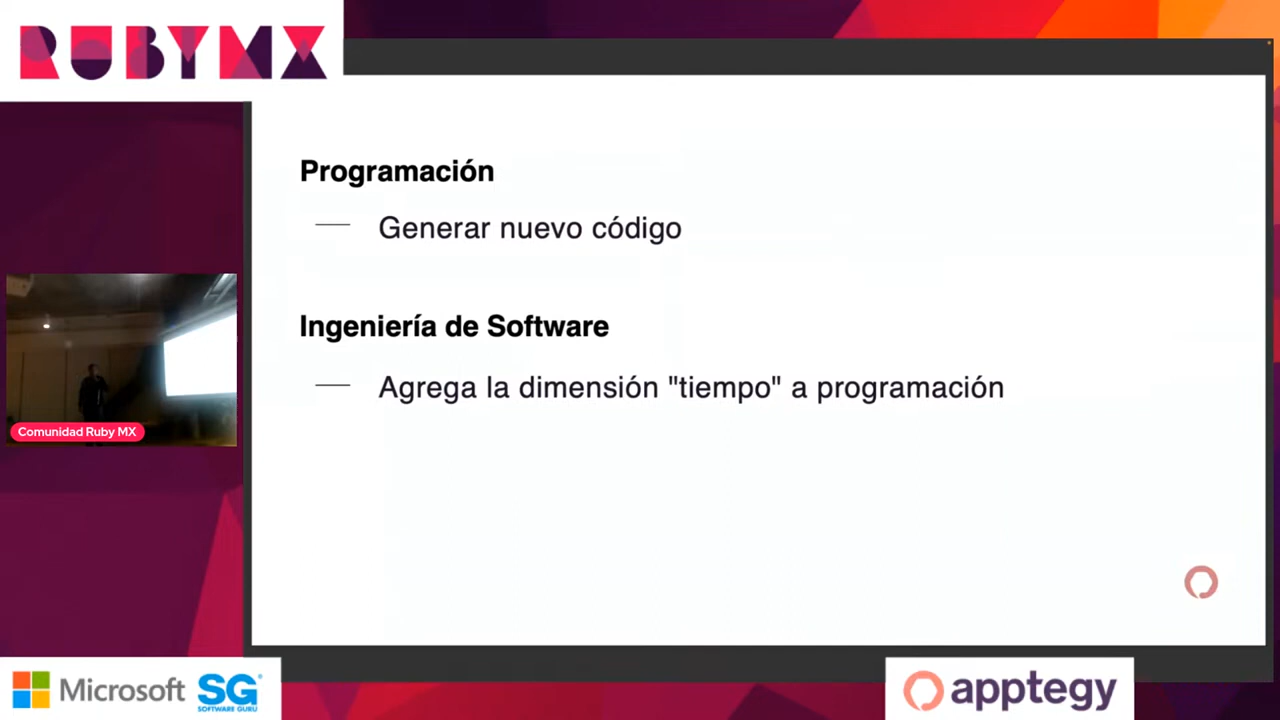 RUBYMX
Programación
Generar nuevo código
Ingeniería de Software
Agrega la dimensión "tiempo" a programación
Comunidad Ruby MX
Microsoft
SG
SOFTWARE GURU
apptegy